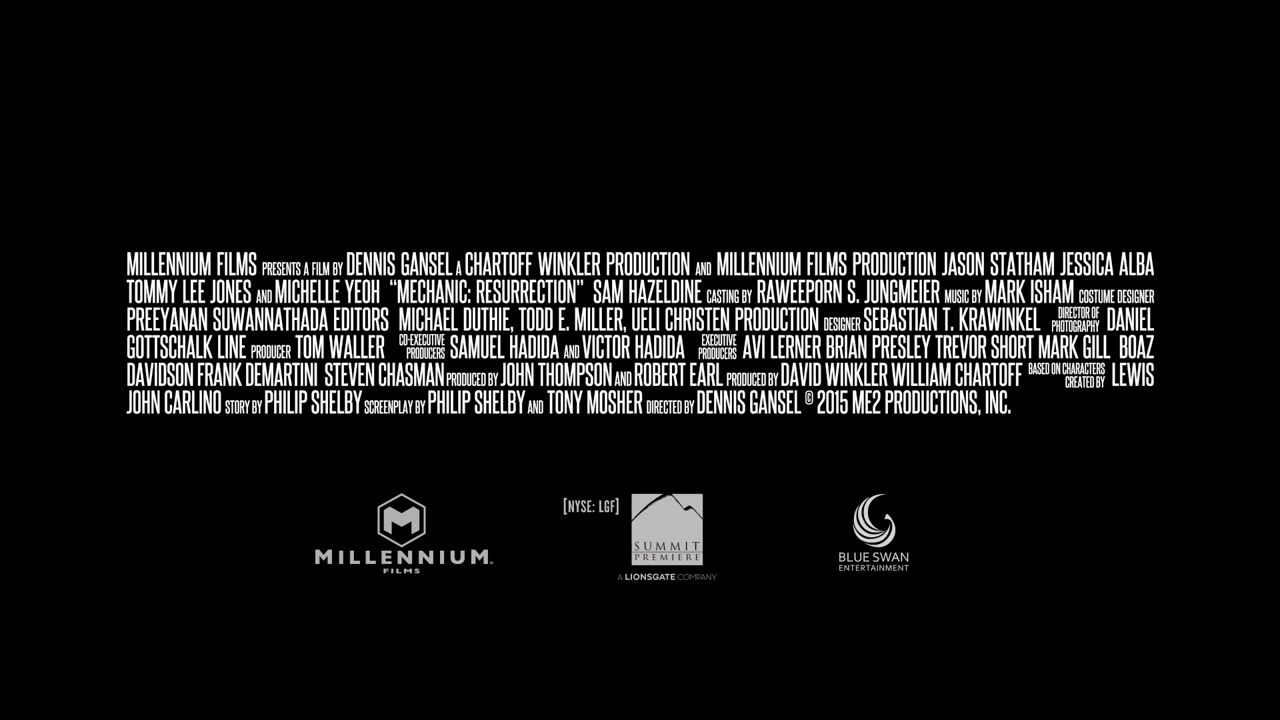 MILLENNIUM FILMS PRESENTS A FILM BY DENNIS GANSEL A CHARTOFF WINKLER PRODUCTION AND MILLENNIUM FILMS PRODUCTION JASON STATHAM JESSICA ALBA
TOMMY LEE JONES AND MICHELLE YEOH "MECHANIC: RESURRECTION" SAM HAZELDINE CASTING BY RAWEEPORN S. JUNGMEIER MUSIC BY MARK ISHAM COSTUME DESIGNER
PREEYANAN SUWANNATHADA EDITORS MICHAEL DUTHIE, TODD E. MILLER, UELI CHRISTEN PRODUCTION DESIGNER SEBASTIAN T. KRAWINKEL DIRECTOR OF PHOTOGRAPHY DANIEL
GOTTSCHALK LINE PRODUCER TOM WALLER CO-EXECUTIVE PRODUCERS SAMUEL HADIDA AND VICTOR HADIDA EXECUTIVE PRODUCERS AVI LERNER BRIAN PRESLEY TREVOR SHORT MARK GILL BOAZ
DAVIDSON FRANK DEMARTINI STEVEN CHASMAN PRODUCED BY JOHN THOMPSON AND ROBERT EARL PRODUCED BY DAVID WINKLER WILLIAM CHARTOFF BASED ON CHARACTERS CREATED BY LEWIS
JOHN CARLINO STORY BY PHILIP SHELBY SCREENPLAY BY PHILIP SHELBY AND TONY MOSHER DIRECTED BY DENNIS GANSEL © 2015 ME2 PRODUCTIONS, INC.
M
MILLENNIUM
FILMS
[NYSE: LGF]
SUMMIT
PREMIERE
A LIONSGATE COMPANY
BLUE SWAN
ENTERTAINMENT